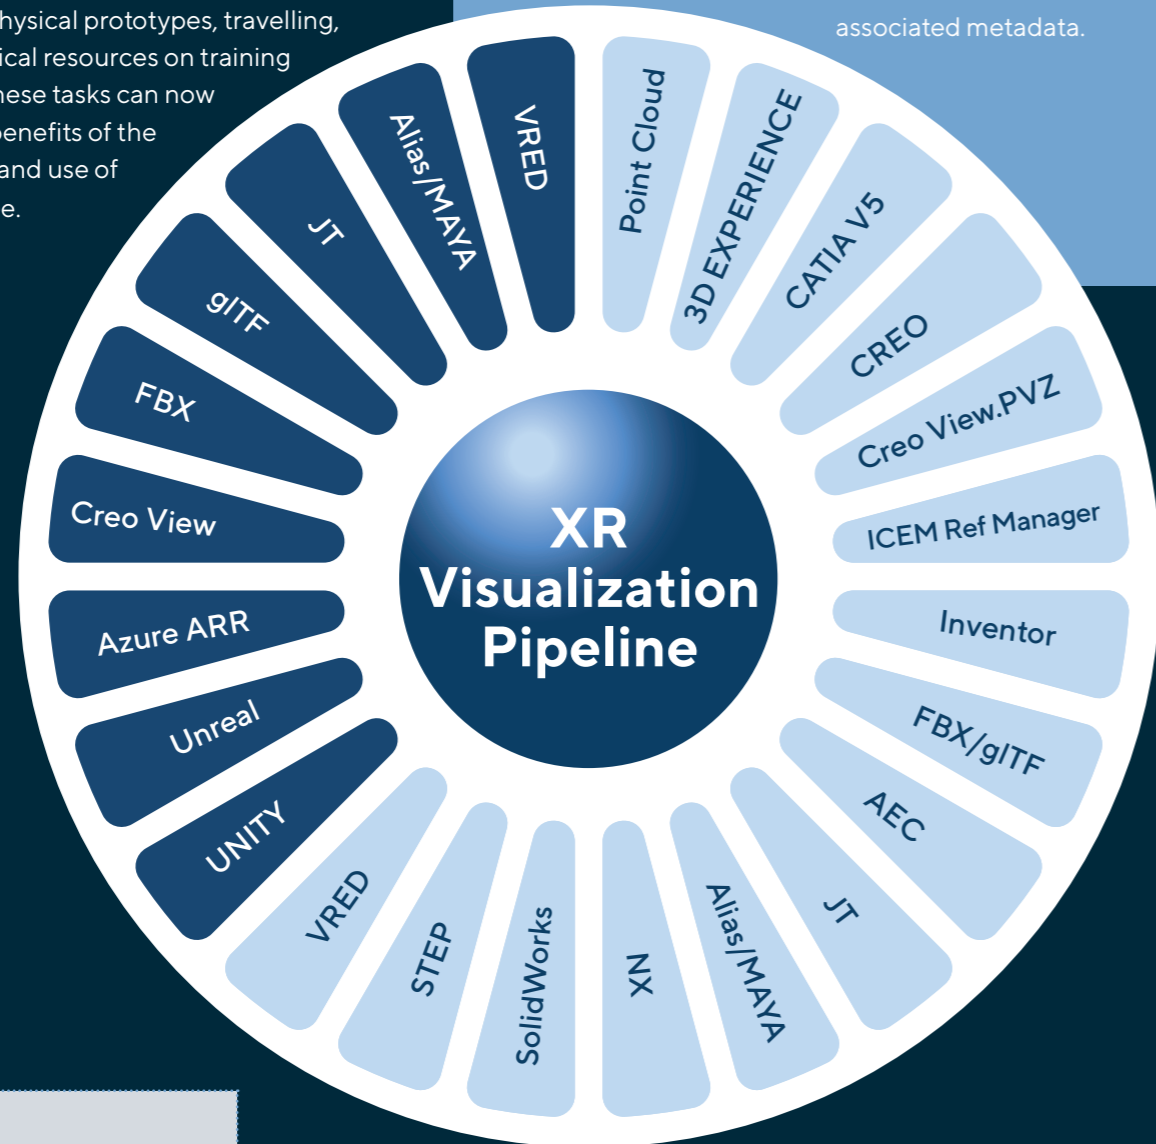 hysical prototypes, travelling,
ical resources on training
hese tasks can now
benefits of the
and use of
e.
associated metadata.
VRED
Point Cloud
3D EXPERIENCE
CATIA V5
CREO
Creo View.PVZ
ICEM Ref Manager
Inventor
FBX/glTF
AEC
JT
Alias/MAYA
NX
SolidWorks
STEP
VRED
UNITY
Unreal
Azure ARR
Creo View
FBX
glTF
JT
Alias/MAYA
XR
Visualization
Pipeline